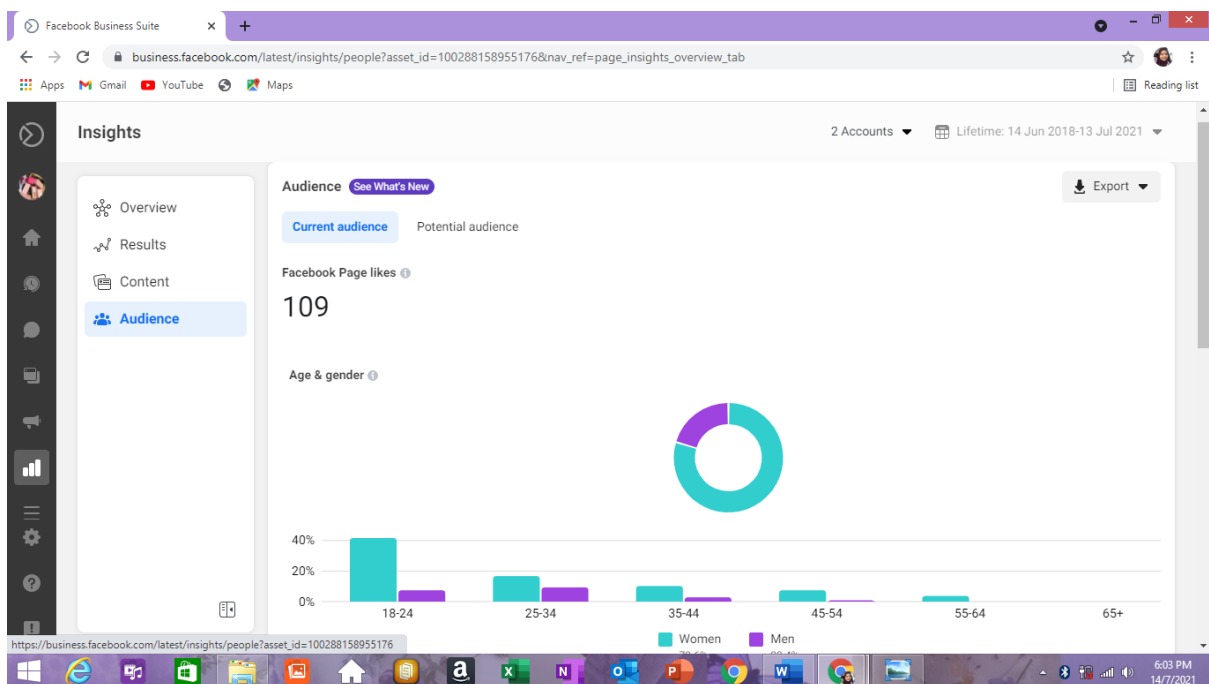 Facebook Business Suite
business.facebook.com/latest/insights/people?asset_id=100288158955176&nav_ref=page_insights_overview_tab
Apps Gmail YouTube Maps Reading list
Insights 2 Accounts Lifetime: 14 Jun 2018-13 Jul 2021
Audience See What's New Export
Overview
Current audience Potential audience
Results
Facebook Page likes
Content
109
Audience
Age & gender
40%
20%
0%
18-24 25-34 35-44 45-54 55-64 65+
Women Men
https://business.facebook.com/latest/insights/people?asset_id=100288158955176
6:03 PM
14/7/2021